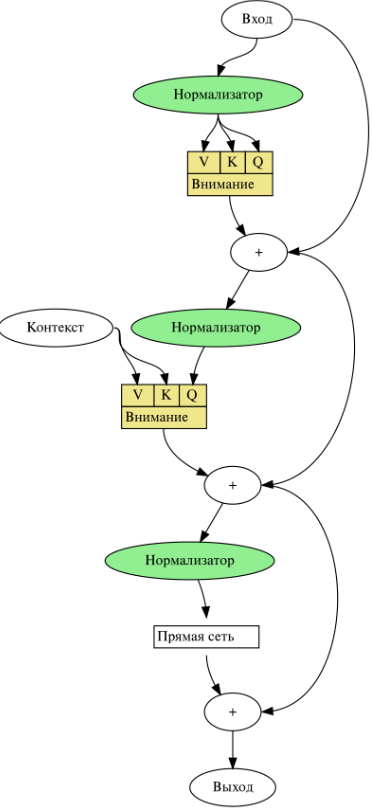 Вход
Нормализатор
V K Q
Внимание
+
Контекст
Нормализатор
V K Q
Внимание
+
Нормализатор
Прямая сеть
+
Выход